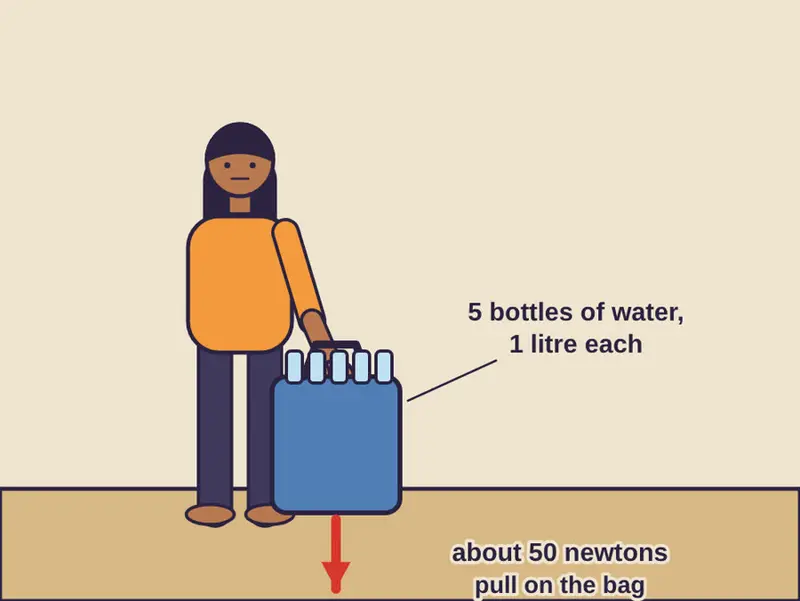 5 bottles of water,
1 litre each
about 50 newtons
pull on the bag